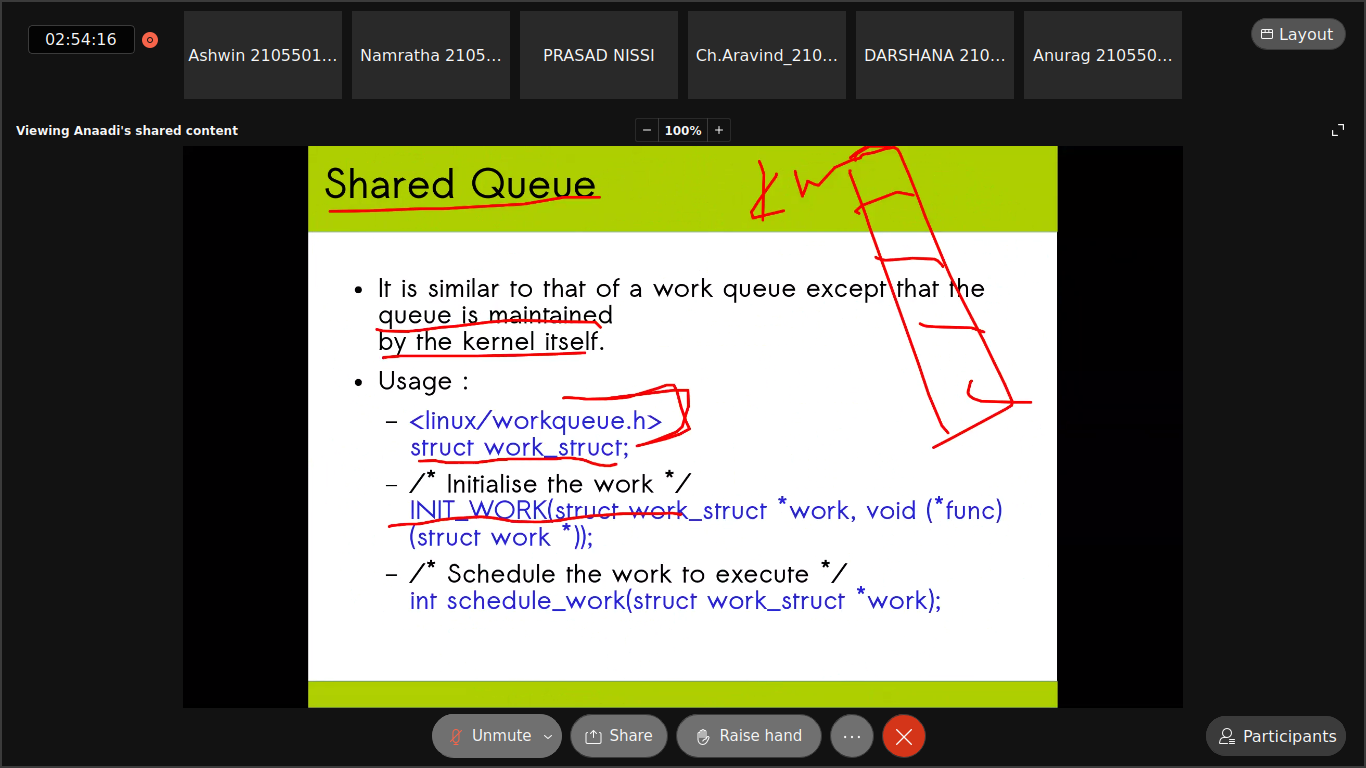 02:54:16
Ashwin 2105501...
Namratha 2105...
PRASAD NISSI
Ch.Aravind_210...
DARSHANA 210...
Anurag 210550...
Layout
Viewing Anaadi's shared content
− 100% +
Shared Queue
• It is similar to that of a work queue except that the
queue is maintained
by the kernel itself.
• Usage :
– <linux/workqueue.h>
struct work_struct;
– /* Initialise the work */
INIT_WORK(struct work_struct *work, void (*func)
(struct work *));
– /* Schedule the work to execute */
int schedule_work(struct work_struct *work);
Unmute
Share
Raise hand
...
Participants